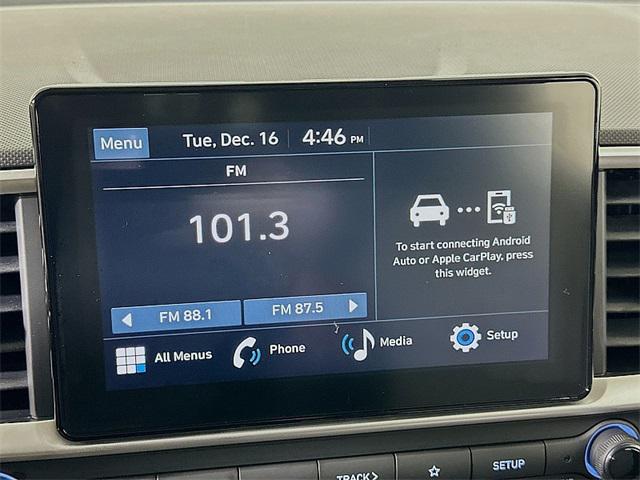 Menu
Tue, Dec. 16
4:46 PM
FM
101.3
FM 88.1
FM 87.5
To start connecting Android
Auto or Apple CarPlay, press
this widget.
All Menus
Phone
Media
Setup
TRACK >
SETUP